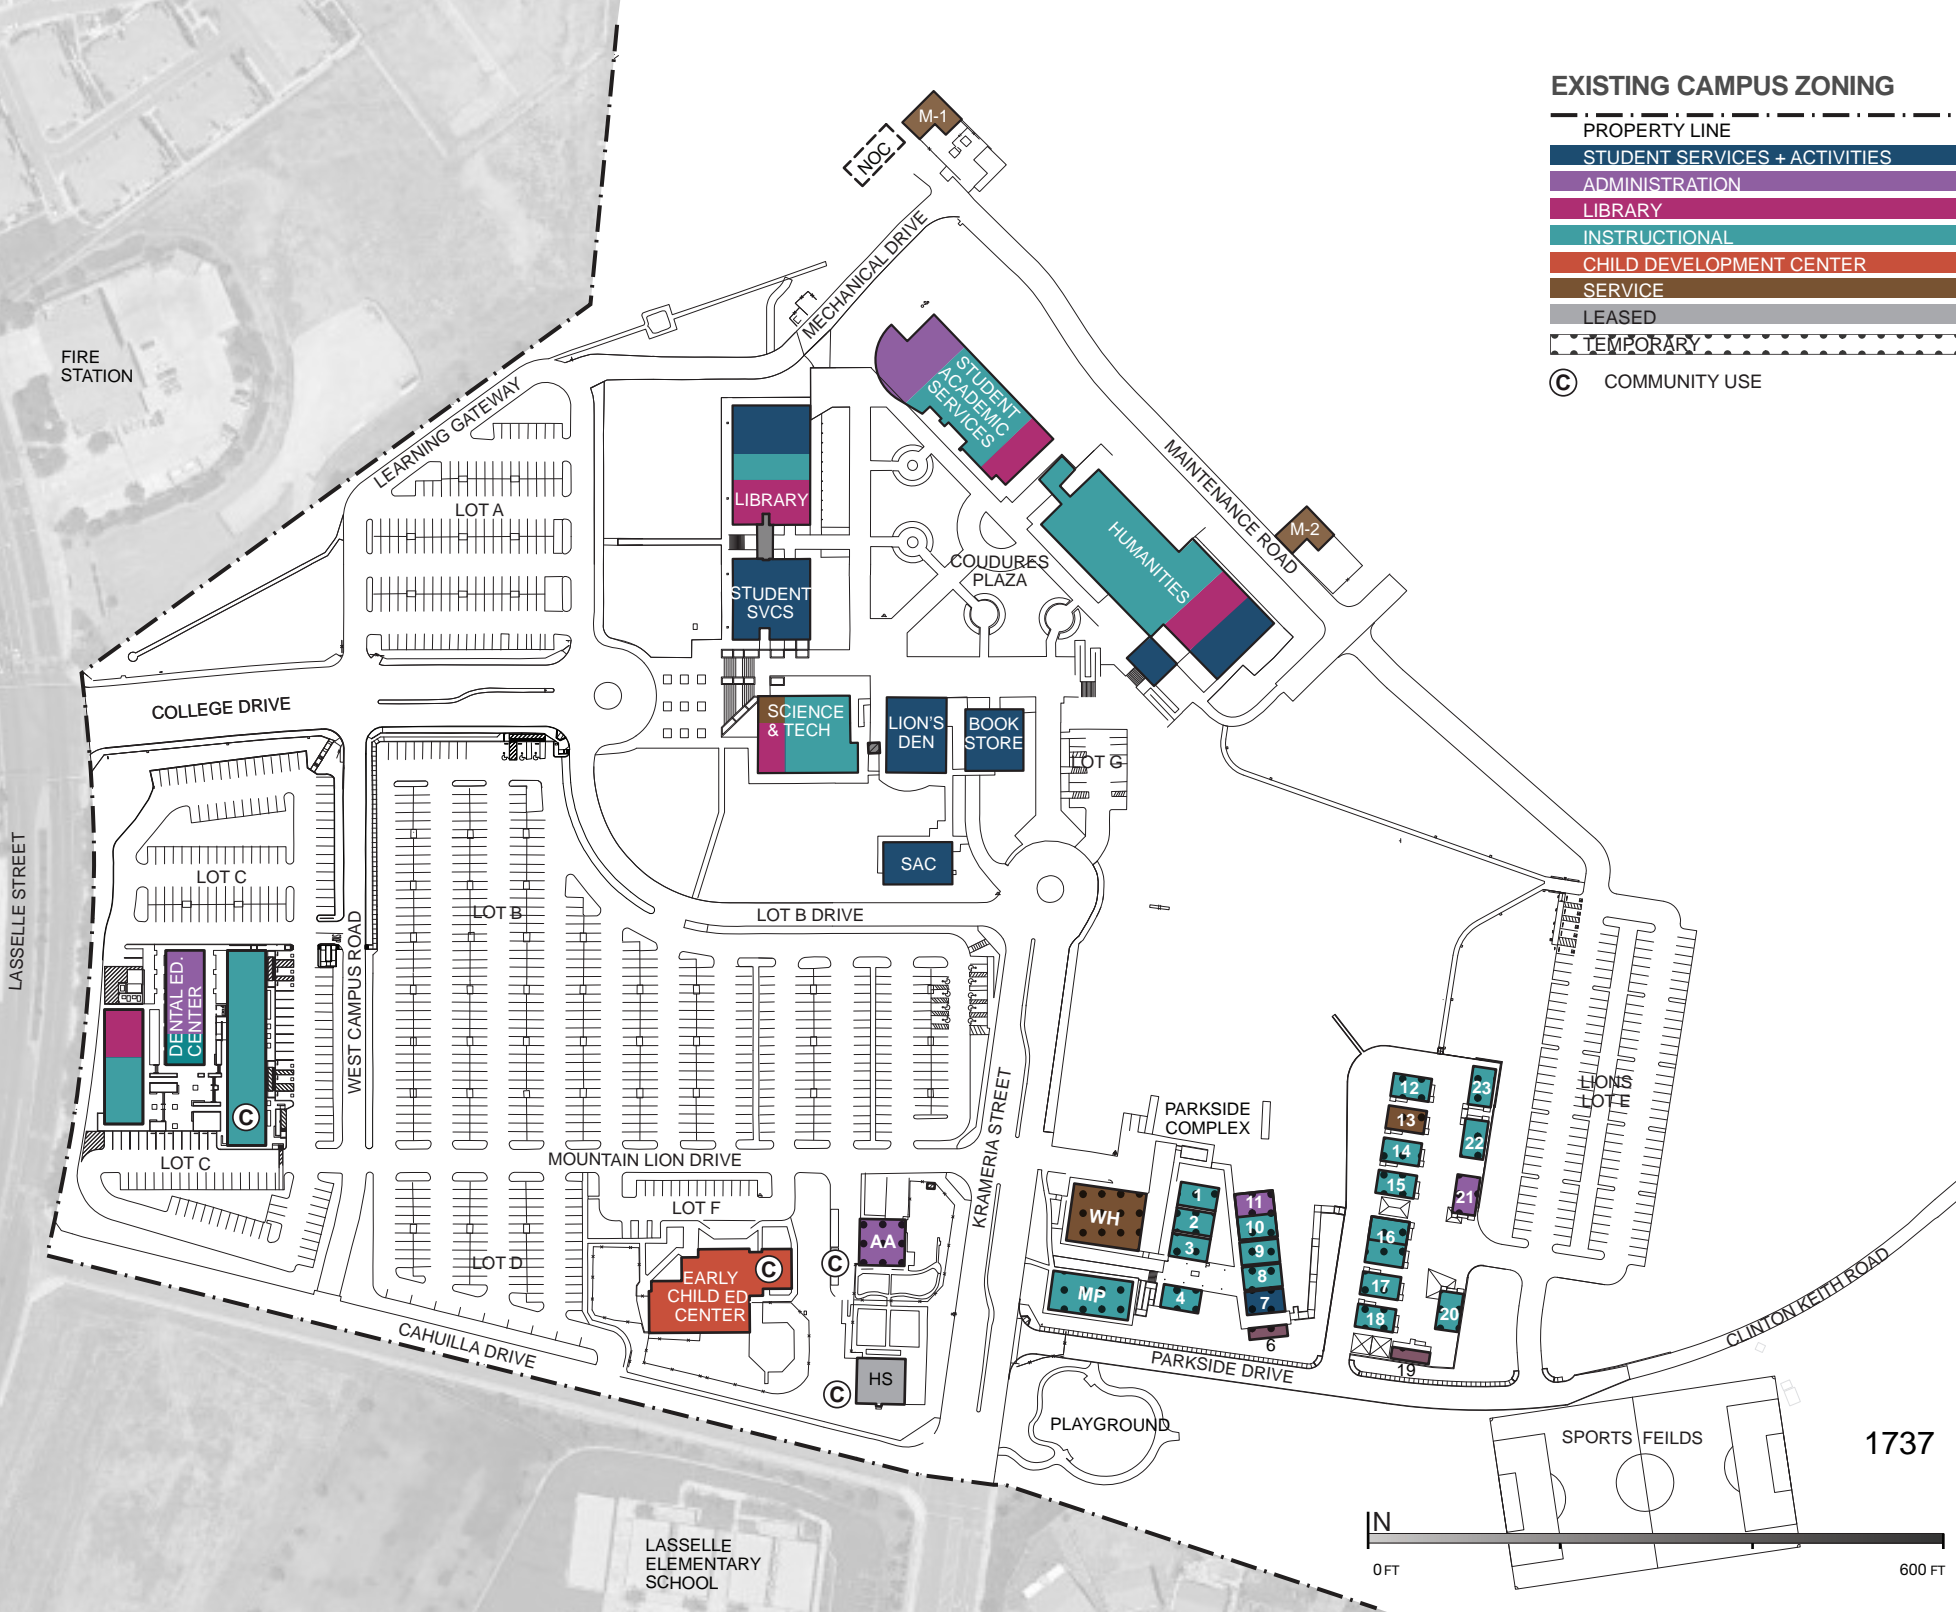 EXISTING CAMPUS ZONING
PROPERTY LINE
STUDENT SERVICES + ACTIVITIES
ADMINISTRATION
LIBRARY
INSTRUCTIONAL
CHILD DEVELOPMENT CENTER
SERVICE
LEASED
TEMPORARY
C COMMUNITY USE
M-1
NOC
MECHANICAL DRIVE
FIRE
STATION
LEARNING GATEWAY
LOT A
STUDENT
ACADEMIC
SERVICES
LIBRARY
MAINTENANCE ROAD
M-2
HUMANITIES
COUDURES
PLAZA
STUDENT
SVCS
COLLEGE DRIVE
SCIENCE
& TECH
LION'S
DEN
BOOK
STORE
LOT G
SAC
LASSELLE STREET
LOT C
LOT B
LOT B DRIVE
WEST CAMPUS ROAD
DENTAL ED.
CENTER
C
LOT C
MOUNTAIN LION DRIVE
KRAMERIA STREET
PARKSIDE
COMPLEX
LIONS
LOT E
12
23
13
22
14
15
21
16
17
20
18
19
1
2
3
4
11
10
9
8
7
6
WH
MP
LOT F
AA
C
LOT D
EARLY
CHILD ED
CENTER
C
HS
C
CAHUILLA DRIVE
PARKSIDE DRIVE
CLINTON KEITH ROAD
PLAYGROUND
SPORTS FEILDS
1737
N
0 FT
600 FT
LASSELLE
ELEMENTARY
SCHOOL